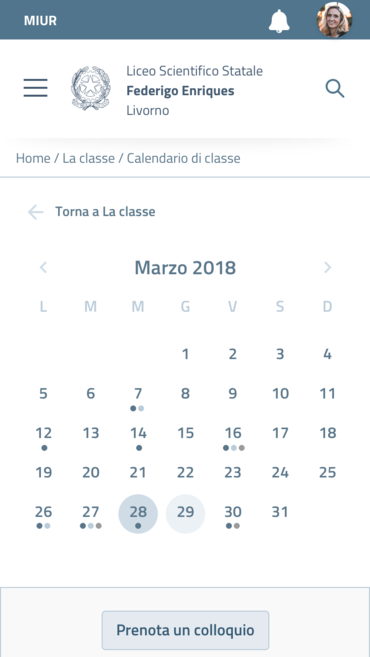 MIUR
Liceo Scientifico Statale
Federigo Enriques
Livorno
Home / La classe / Calendario di classe
Torna a La classe
Marzo 2018
L M M G V S D
1 2 3 4
5 6 7 8 9 10 11
12 13 14 15 16 17 18
19 20 21 22 23 24 25
26 27 28 29 30 31
Prenota un colloquio